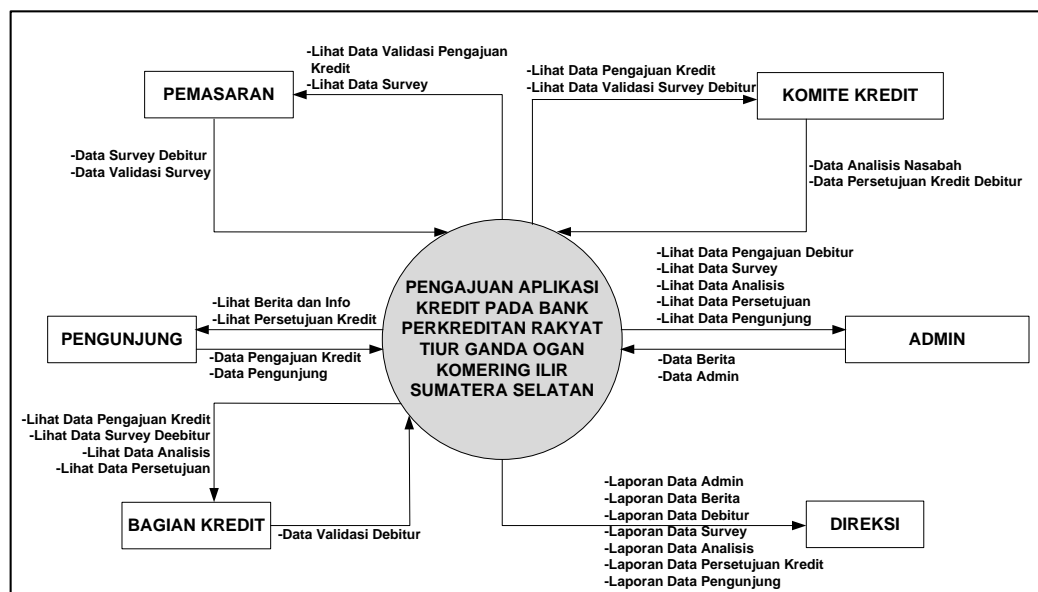 -Lihat Data Validasi Pengajuan
Kredit
-Lihat Data Survey
PEMASARAN
-Data Survey Debitur
-Data Validasi Survey
-Lihat Data Pengajuan Kredit
-Lihat Data Validasi Survey Debitur
KOMITE KREDIT
-Data Analisis Nasabah
-Data Persetujuan Kredit Debitur
PENGAJUAN APLIKASI
KREDIT PADA BANK
PERKREDITAN RAKYAT
TIUR GANDA OGAN
KOMERING ILIR
SUMATERA SELATAN
-Lihat Data Pengajuan Debitur
-Lihat Data Survey
-Lihat Data Analisis
-Lihat Data Persetujuan
-Lihat Data Pengunjung
ADMIN
-Data Berita
-Data Admin
-Lihat Berita dan Info
-Lihat Persetujuan Kredit
PENGUNJUNG
-Data Pengajuan Kredit
-Data Pengunjung
-Lihat Data Pengajuan Kredit
-Lihat Data Survey Deebitur
-Lihat Data Analisis
-Lihat Data Persetujuan
BAGIAN KREDIT
-Data Validasi Debitur
-Laporan Data Admin
-Laporan Data Berita
-Laporan Data Debitur
-Laporan Data Survey
-Laporan Data Analisis
-Laporan Data Persetujuan Kredit
-Laporan Data Pengunjung
DIREKSI